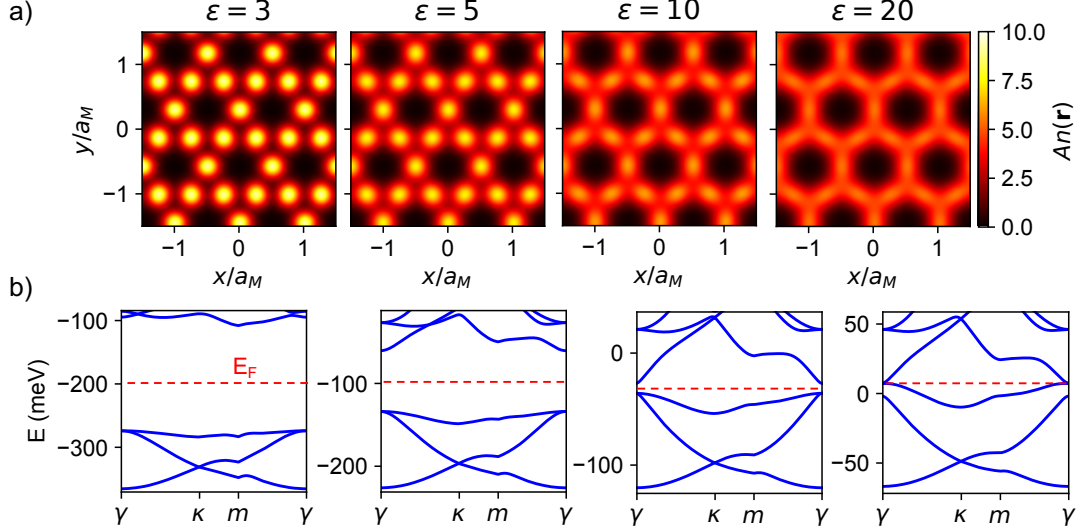 a)
ε = 3
ε = 5
ε = 10
ε = 20
1
0
−1
y/a_M
−1 0 1
−1 0 1
−1 0 1
−1 0 1
x/a_M
x/a_M
x/a_M
x/a_M
10.0
7.5
5.0
2.5
0.0
An(r)
b)
E (meV)
−100
−200
−300
E_F
γ κ m γ
−100
−200
γ κ m γ
0
−100
γ κ m γ
50
0
−50
γ κ m γ